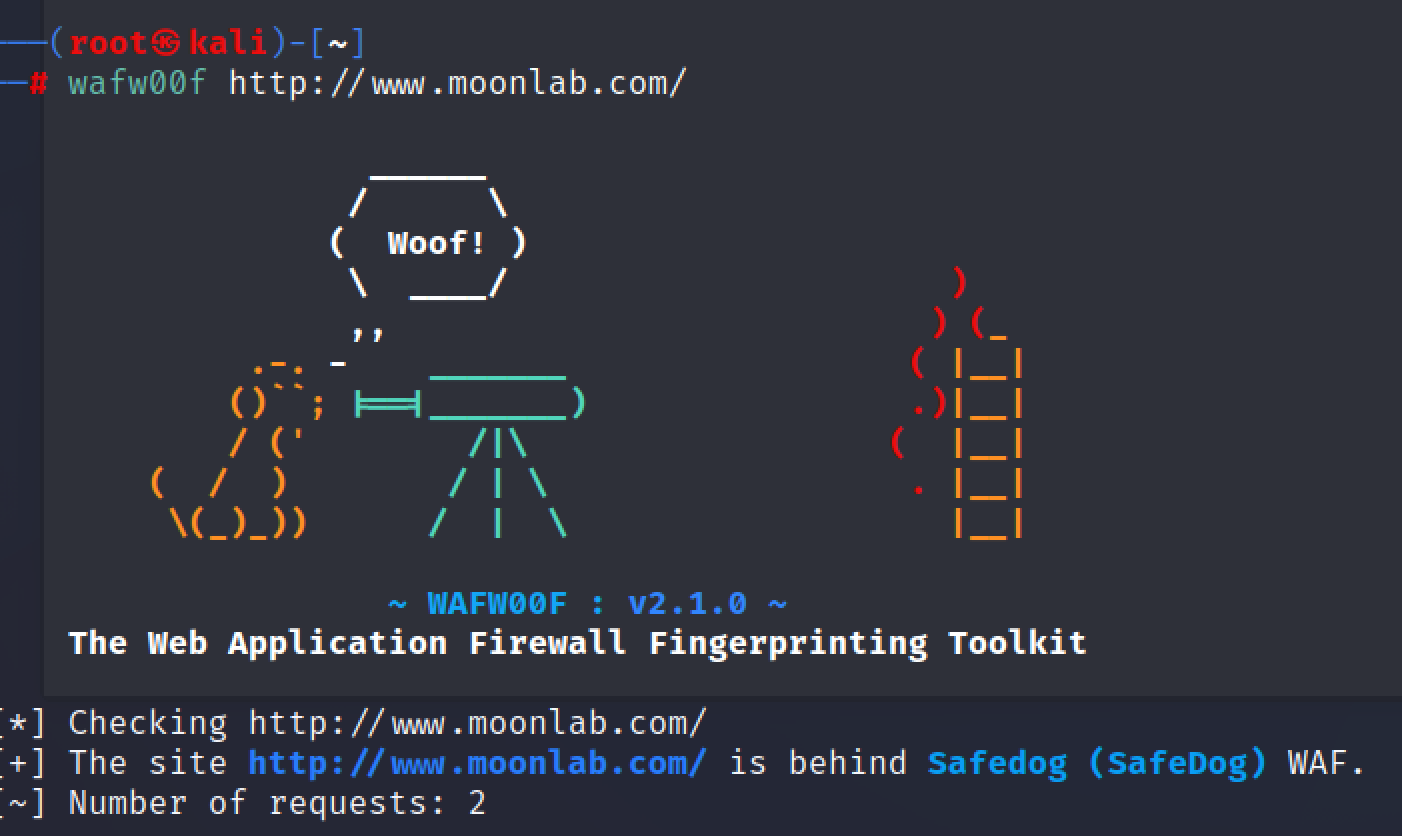 ──(root㉿kali)-[~]
─# wafw00f http://www.moonlab.com/
                ______
               /      \
              (  Woof! )
               \  ____/                      )
               ,,                           ) (_
          .-. -    _______                 ( |__|
         ()``; |==|_______)                .)|__|
         / ('        /|\                  (  |__|
     (  /  )        / | \                  . |__|
      \(_)_))      /  |  \                   |__|
~ WAFW00F : v2.1.0 ~
The Web Application Firewall Fingerprinting Toolkit
[*] Checking http://www.moonlab.com/
[+] The site http://www.moonlab.com/ is behind Safedog (SafeDog) WAF.
[~] Number of requests: 2